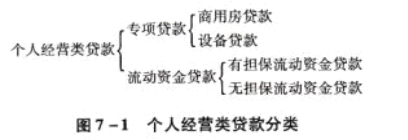 商用房贷款
专项贷款
设备贷款
个人经营类贷款
有担保流动资金贷款
流动资金贷款
无担保流动资金贷款
图7-1 个人经营类贷款分类